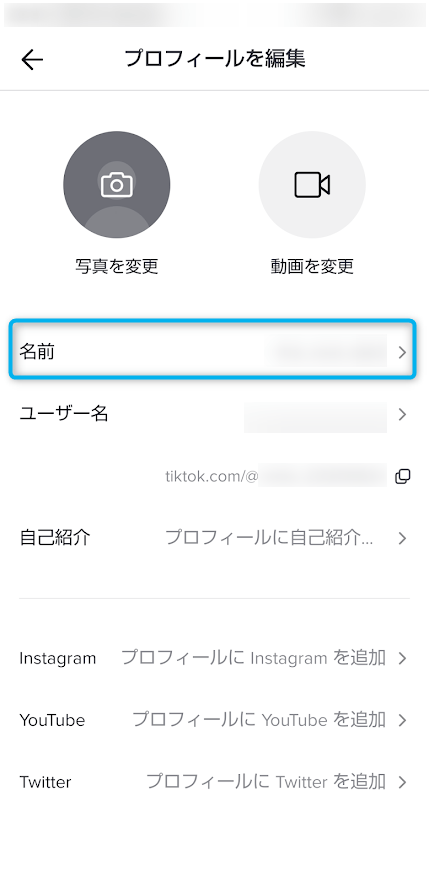 プロフィールを編集
写真を変更 動画を変更
名前
ユーザー名
tiktok.com/@
自己紹介 プロフィールに自己紹介...
Instagram プロフィールに Instagram を追加
YouTube プロフィールに YouTube を追加
Twitter プロフィールに Twitter を追加